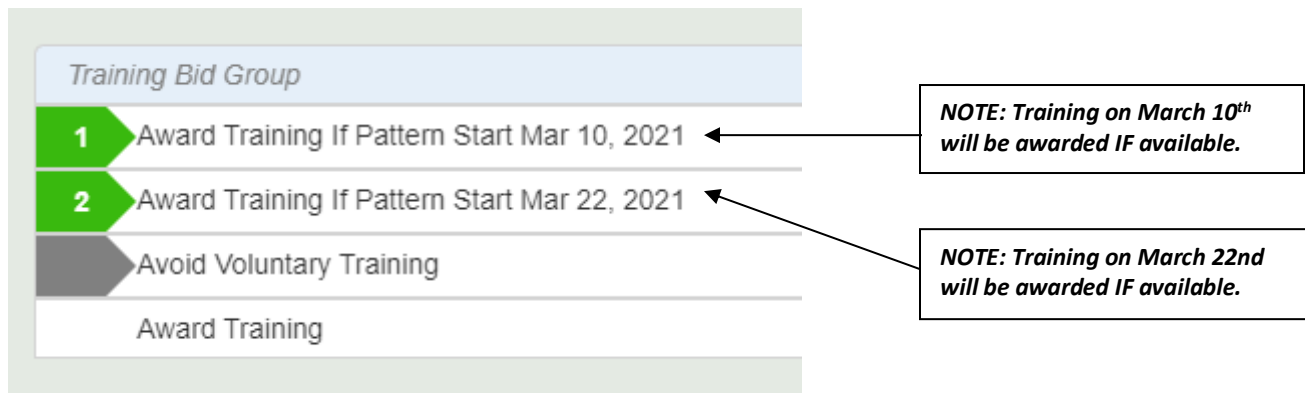 Training Bid Group
1 Award Training If Pattern Start Mar 10, 2021
NOTE: Training on March 10th
will be awarded IF available.
2 Award Training If Pattern Start Mar 22, 2021
Avoid Voluntary Training
NOTE: Training on March 22nd
will be awarded IF available.
Award Training